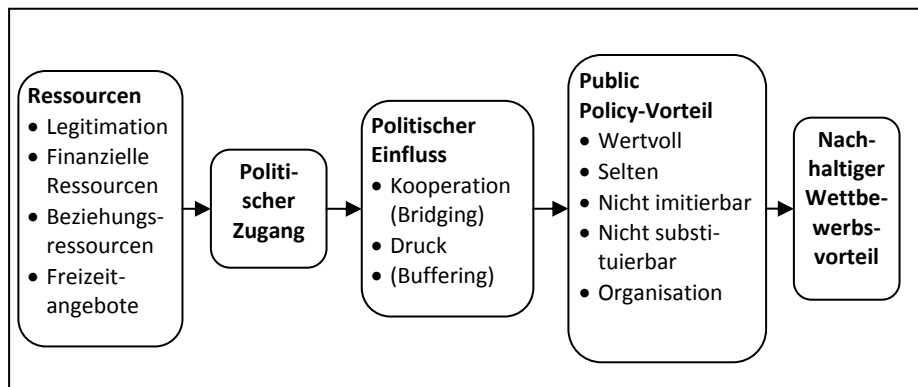 Ressourcen
• Legitimation
• Finanzielle
Ressourcen
• Beziehungs-
ressourcen
• Freizeit-
angebote
Politi-
scher
Zugang
Politischer
Einfluss
• Kooperation
(Bridging)
• Druck
• (Buffering)
Public
Policy-Vorteil
• Wertvoll
• Selten
• Nicht imitierbar
• Nicht substi-
tuierbar
• Organisation
Nach-
haltiger
Wettbe-
werbs-
vorteil